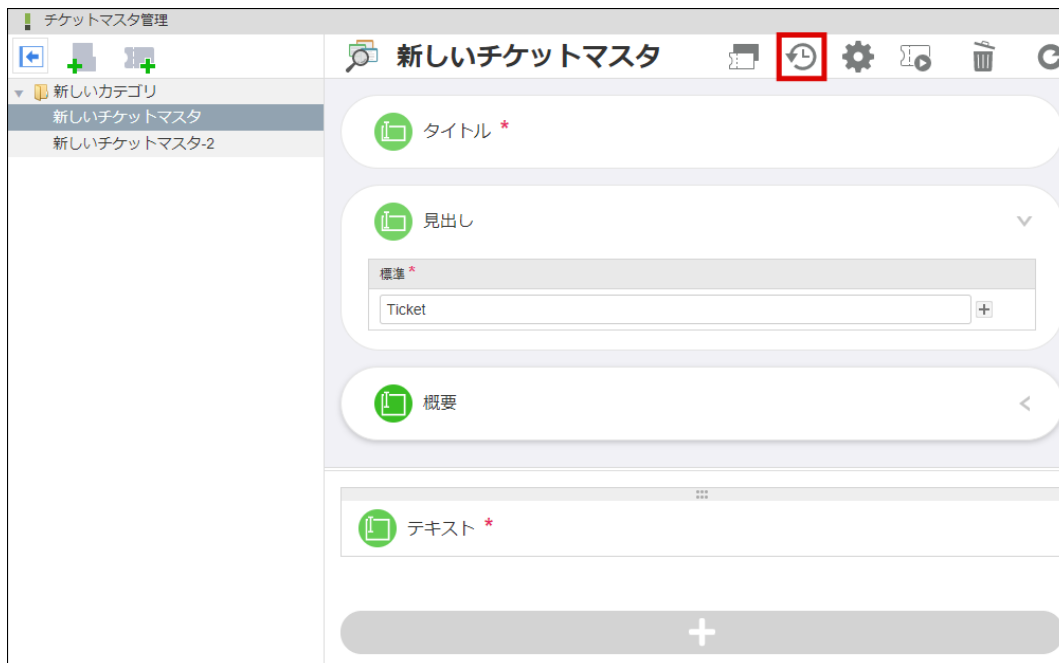 チケットマスタ管理
新しいチケットマスタ
新しいカテゴリ
新しいチケットマスタ
新しいチケットマスタ-2
タイトル *
見出し
標準 *
Ticket
概要
テキスト *